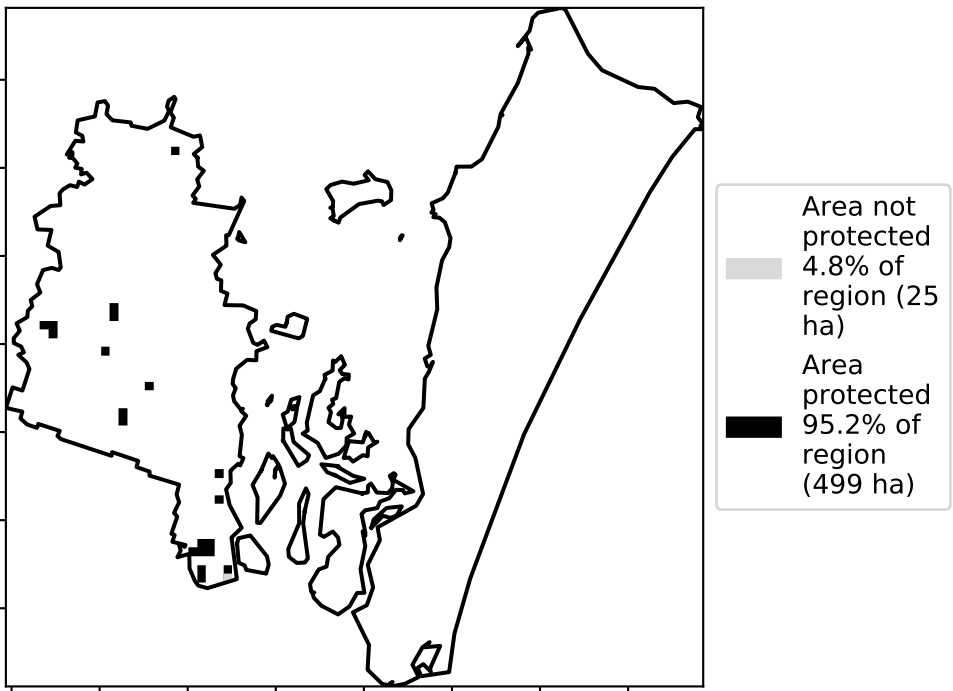 Area not
protected
4.8% of
region (25
ha)
Area
protected
95.2% of
region
(499 ha)